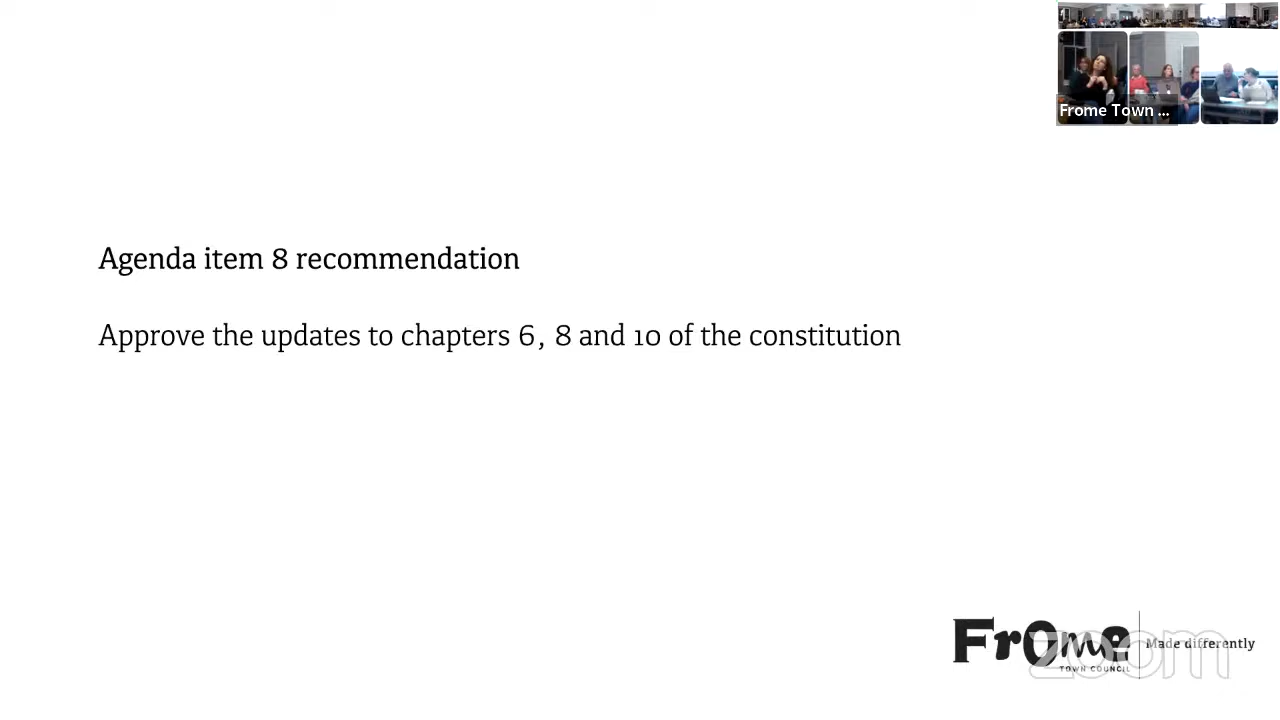 Frome Town ...
Agenda item 8 recommendation
Approve the updates to chapters 6, 8 and 10 of the constitution
Frome
TOWN COUNCIL
Made differently
zoom